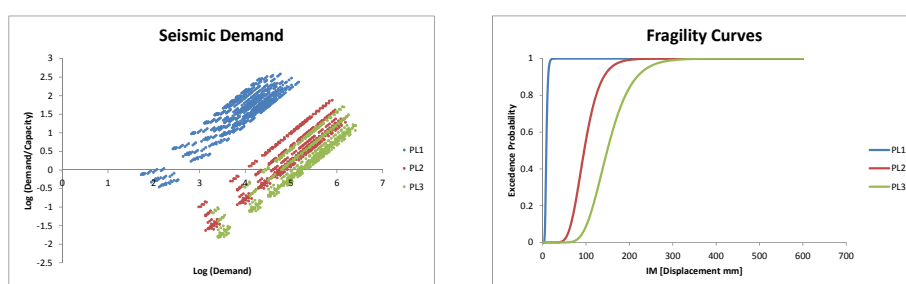 Seismic Demand
3
2.5
2
1.5
1
0.5
0
-0.5
-1
-1.5
-2
-2.5
0 1 2 3 4 5 6 7
Log (Demand/Capacity)
Log (Demand)
PL1
PL2
PL3
Fragility Curves
1
0.8
0.6
0.4
0.2
0
0 100 200 300 400 500 600 700
Excedence Probability
IM [Displacement mm]
PL1
PL2
PL3